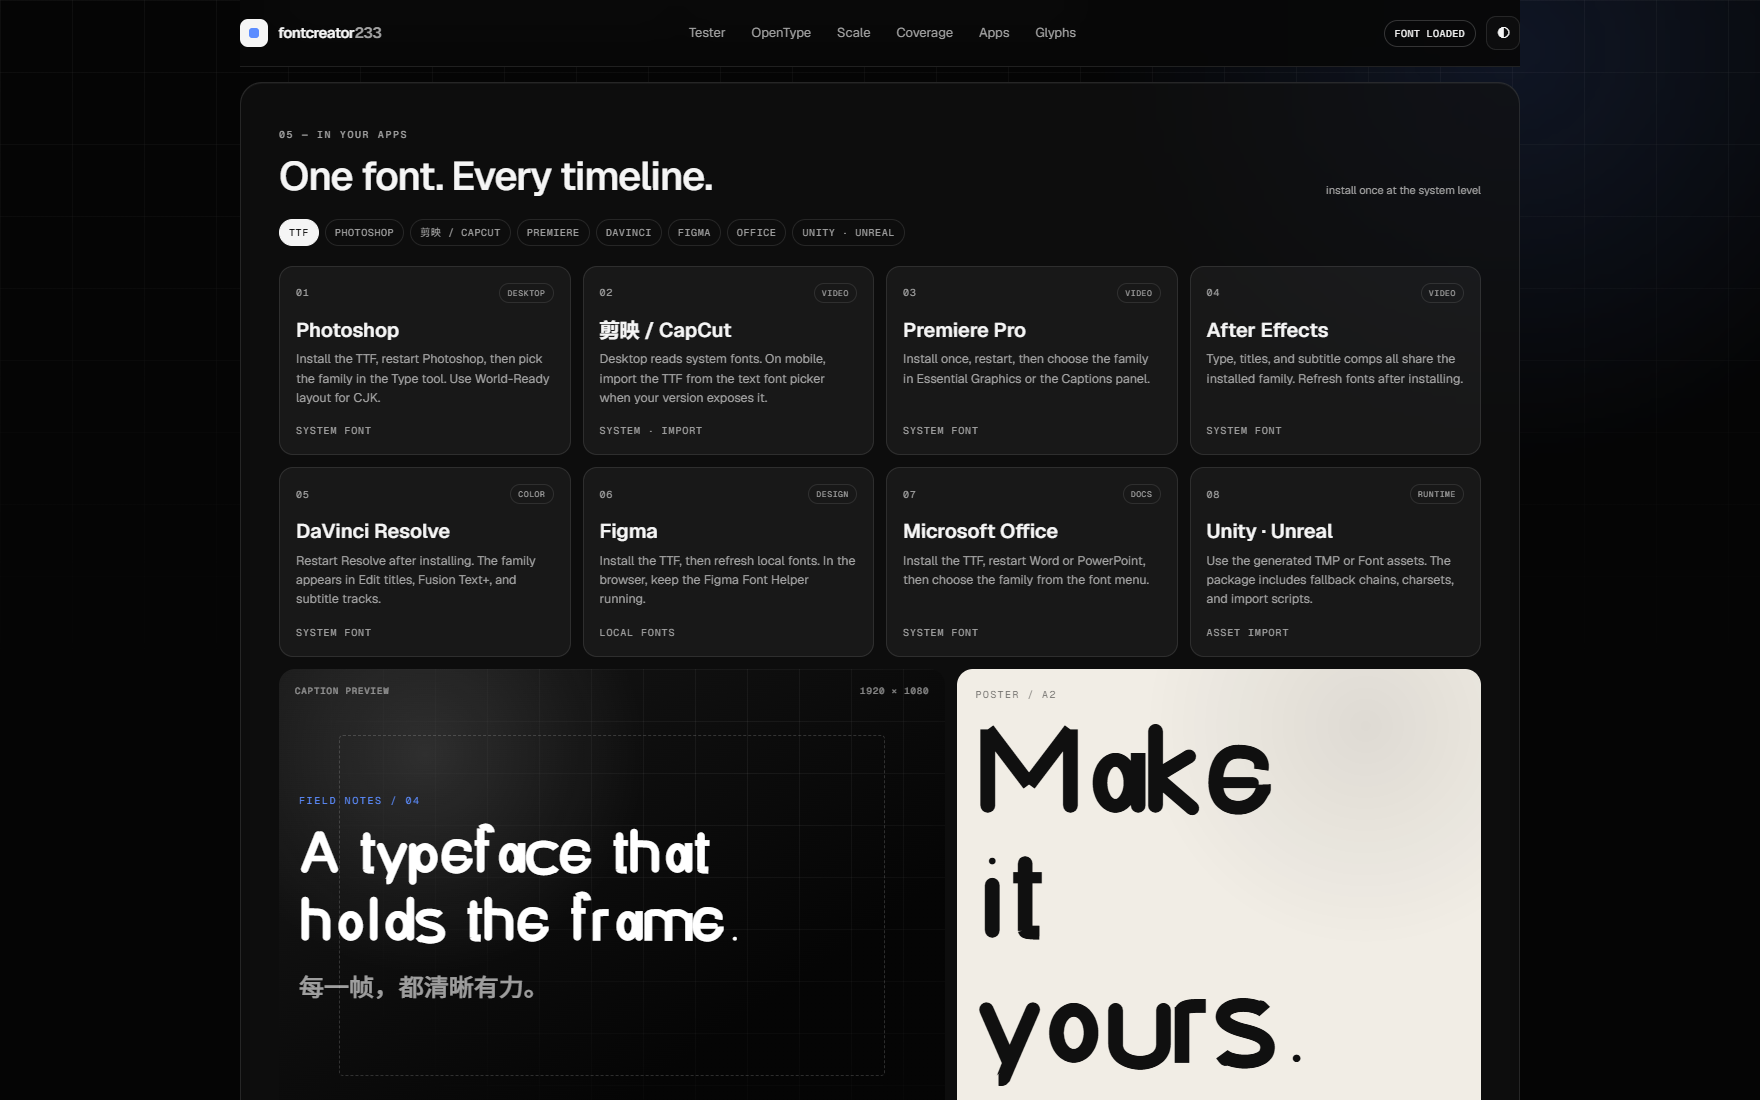 fontcreator233
Tester OpenType Scale Coverage Apps Glyphs
FONT LOADED
05 — IN YOUR APPS
One font. Every timeline.
install once at the system level
TTF PHOTOSHOP 剪映 / CAPCUT PREMIERE DAVINCI FIGMA OFFICE UNITY · UNREAL
01 DESKTOP
Photoshop
Install the TTF, restart Photoshop, then pick
the family in the Type tool. Use World-Ready
layout for CJK.
SYSTEM FONT
02 VIDEO
剪映 / CapCut
Desktop reads system fonts. On mobile,
import the TTF from the text font picker
when your version exposes it.
SYSTEM · IMPORT
03 VIDEO
Premiere Pro
Install once, restart, then choose the family
in Essential Graphics or the Captions panel.
SYSTEM FONT
04 VIDEO
After Effects
Type, titles, and subtitle comps all share the
installed family. Refresh fonts after installing.
SYSTEM FONT
05 COLOR
DaVinci Resolve
Restart Resolve after installing. The family
appears in Edit titles, Fusion Text+, and
subtitle tracks.
SYSTEM FONT
06 DESIGN
Figma
Install the TTF, then refresh local fonts. In the
browser, keep the Figma Font Helper
running.
LOCAL FONTS
07 DOCS
Microsoft Office
Install the TTF, restart Word or PowerPoint,
then choose the family from the font menu.
SYSTEM FONT
08 RUNTIME
Unity · Unreal
Use the generated TMP or Font assets. The
package includes fallback chains, charsets,
and import scripts.
ASSET IMPORT
CAPTION PREVIEW 1920 × 1080
FIELD NOTES / 04
A typeface that
holds the frame.
每一帧，都清晰有力。
POSTER / A2
Make
it
yours.